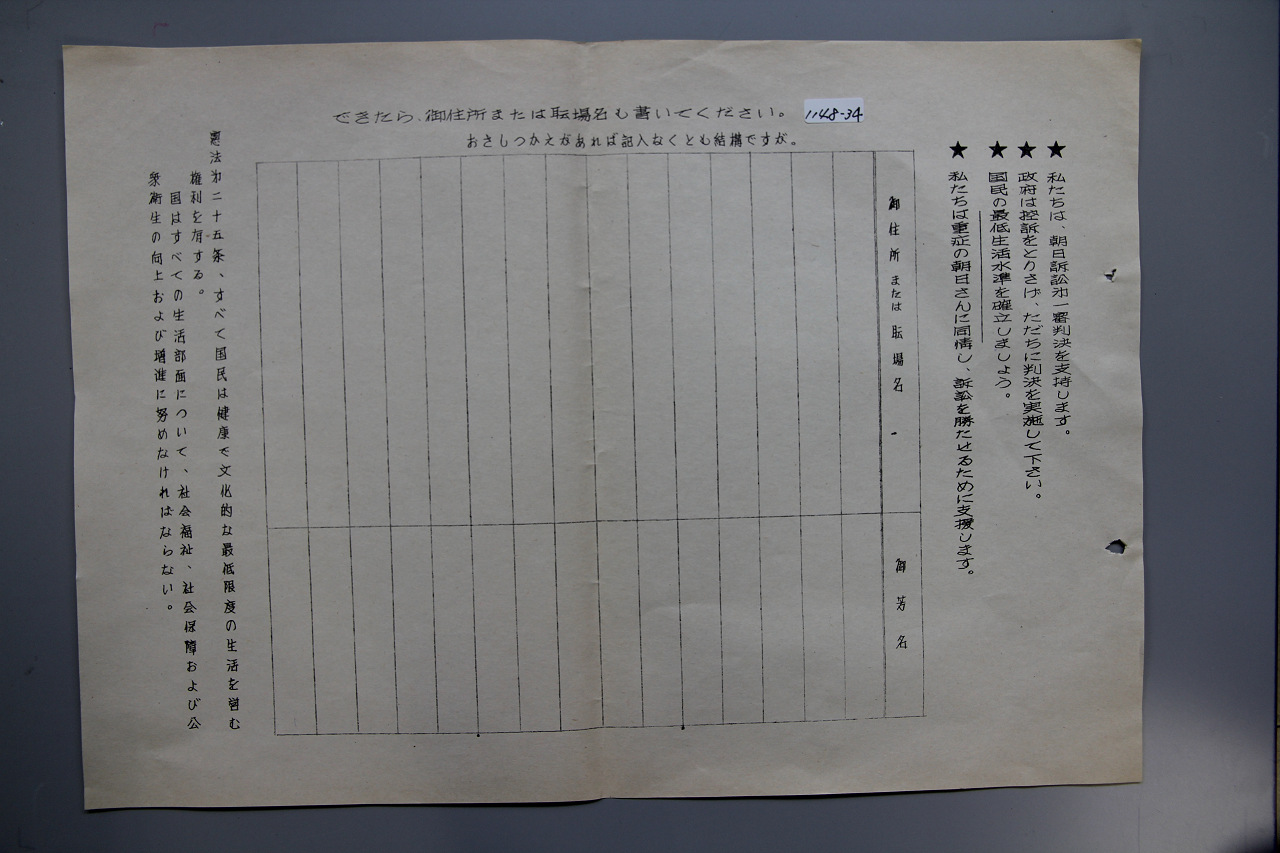 できたら、御住所または耺場名も書いてください。
1148-34
おさしつかえがあれば記入なくとも結構ですが。
★ 私たちは、朝日訴訟㐧一審判決を支持します。
★ 政府は控訴をとりさげ、ただちに判決を実施して下さい。
★ 国民の最低生活水準を確立しましょう。
★ 私たちは重症の朝日さんに同情し、訴訟を勝たせるために支援します。
御住所または耺場名
御芳名
憲法㐧二十五条、すべて国民は健康で文化的な最低限度の生活を営む
権利を有する。
国はすべての生活部面について、社会福祉、社会保障および公
衆衛生の向上および増進に努めなければならない。